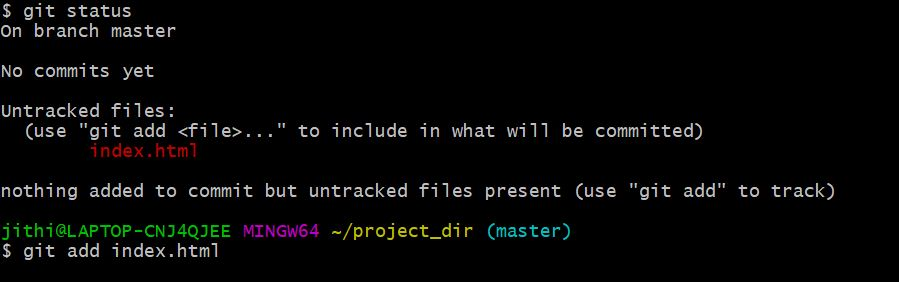 $ git status
On branch master
No commits yet
Untracked files:
(use "git add <file>..." to include in what will be committed)
index.html
nothing added to commit but untracked files present (use "git add" to track)
jithi@LAPTOP-CNJ4QJEE MINGW64 ~/project_dir (master)
$ git add index.html